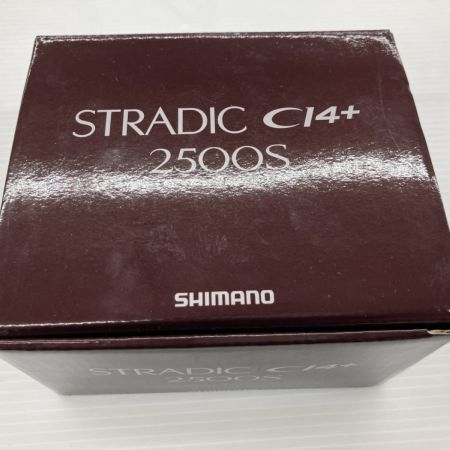 STRADIC CI4+
2500S
SHIMANO
STRADIC CI4+
2500S